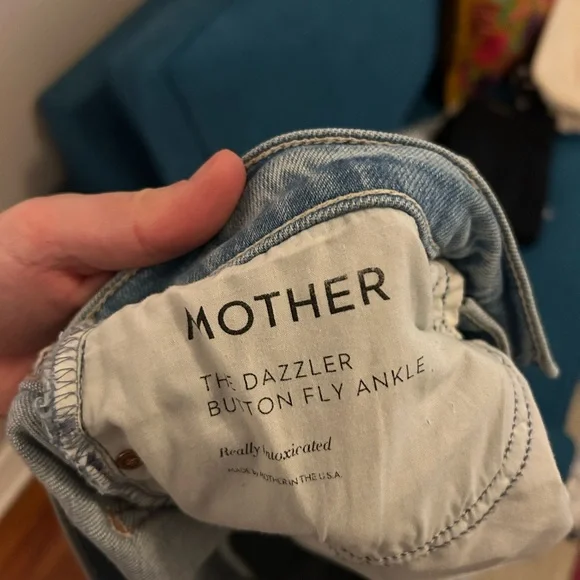 MOTHER
THE DAZZLER
BUTTON FLY ANKLE
Really Intoxicated
MADE BY MOTHER IN THE U.S.A.